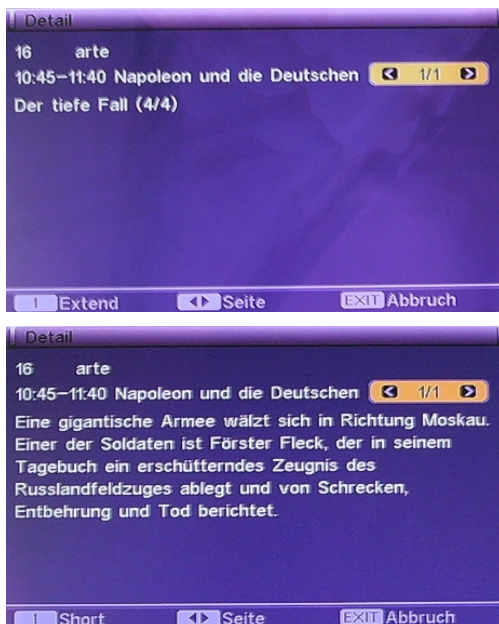 Detail
16 arte
10:45-11:40 Napoleon und die Deutschen 1/1
Der tiefe Fall (4/4)
1 Extend Seite EXIT Abbruch
Detail
16 arte
10:45-11:40 Napoleon und die Deutschen 1/1
Eine gigantische Armee wälzt sich in Richtung Moskau.
Einer der Soldaten ist Förster Fleck, der in seinem
Tagebuch ein erschütterndes Zeugnis des
Russlandfeldzuges ablegt und von Schrecken,
Entbehrung und Tod berichtet.
1 Short Seite EXIT Abbruch